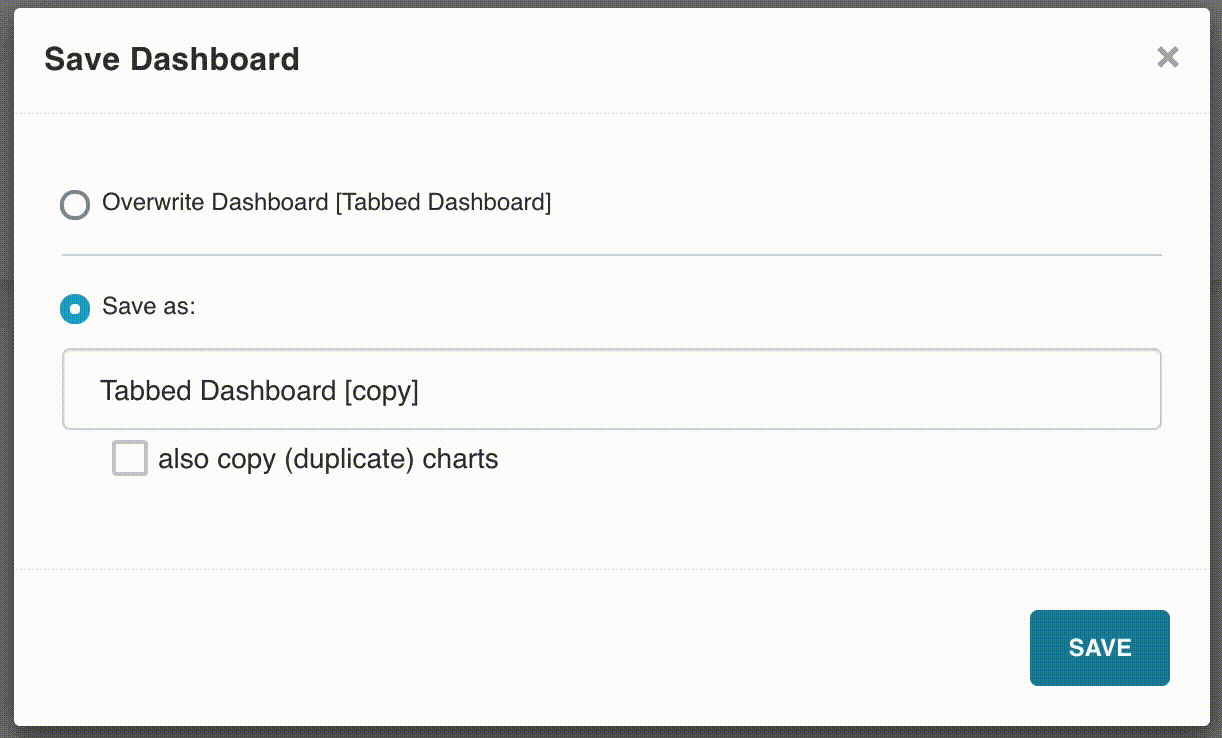 Save Dashboard
Overwrite Dashboard [Tabbed Dashboard]
Save as:
Tabbed Dashboard [copy]
also copy (duplicate) charts
SAVE